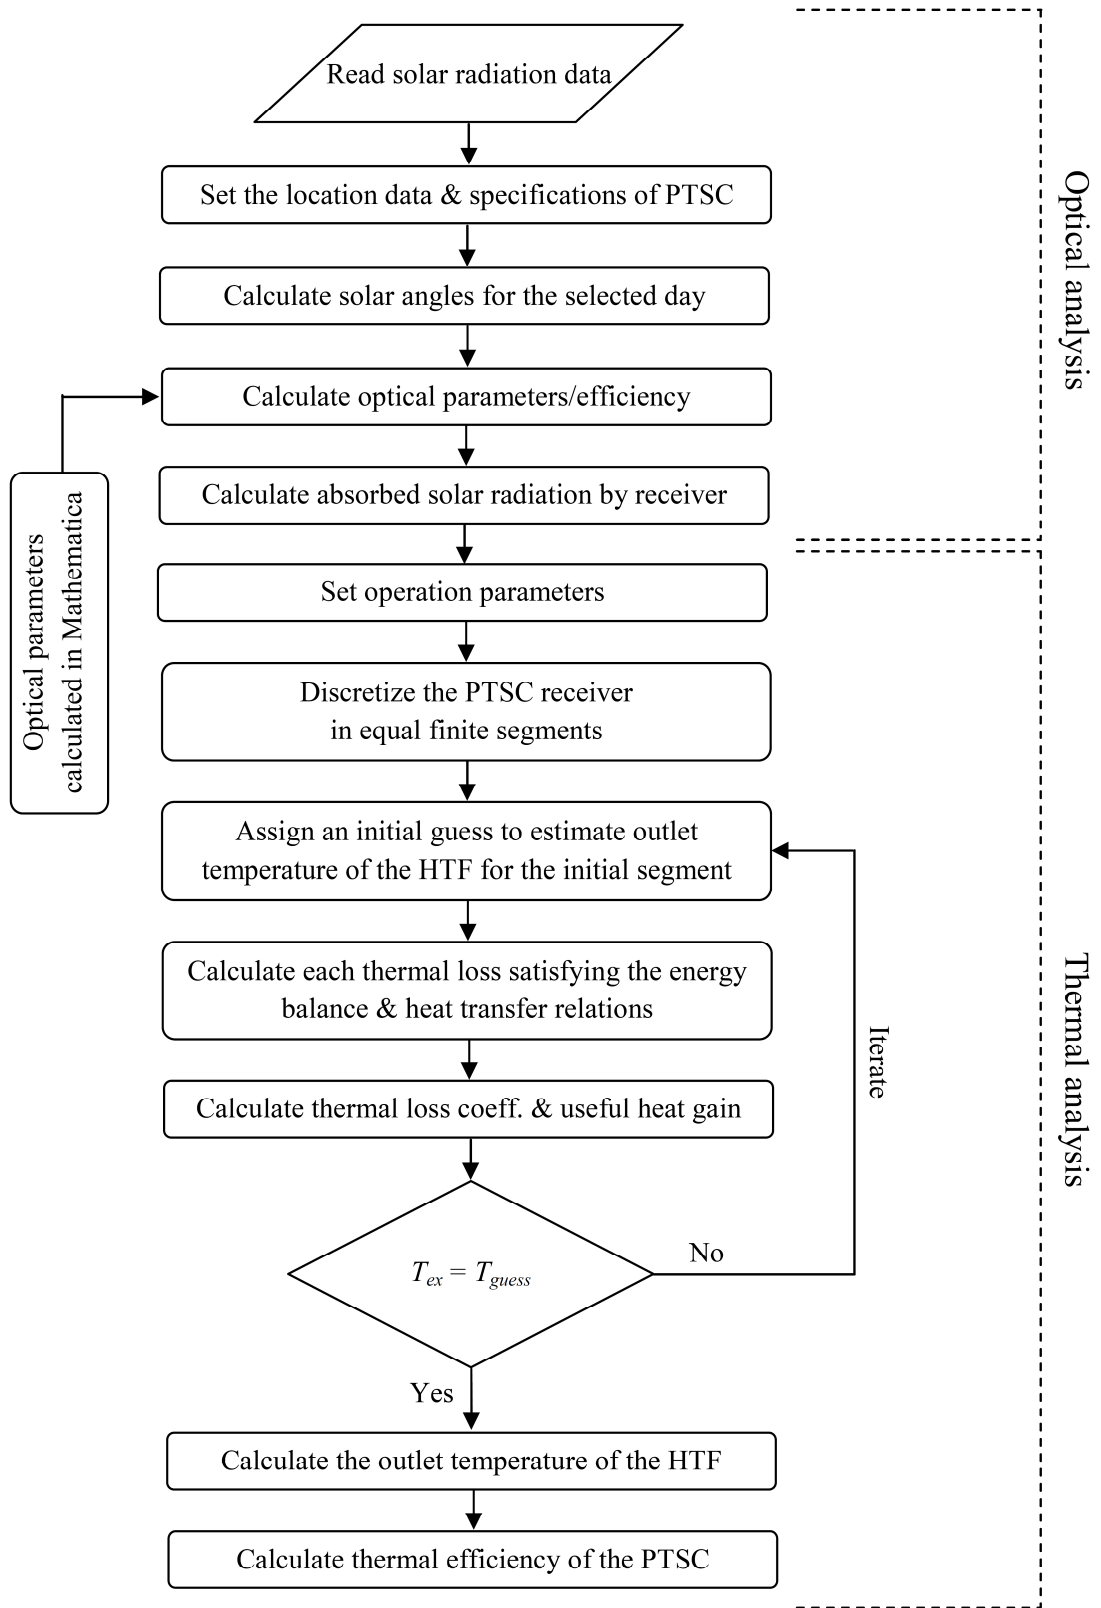 Read solar radiation data
Set the location data & specifications of PTSC
Calculate solar angles for the selected day
Calculate optical parameters/efficiency
Calculate absorbed solar radiation by receiver
Optical parameters
calculated in Mathematica
Optical analysis
Set operation parameters
Discretize the PTSC receiver
in equal finite segments
Assign an initial guess to estimate outlet
temperature of the HTF for the initial segment
Calculate each thermal loss satisfying the energy
balance & heat transfer relations
Calculate thermal loss coeff. & useful heat gain
T_ex = T_guess
No
Iterate
Yes
Calculate the outlet temperature of the HTF
Calculate thermal efficiency of the PTSC
Thermal analysis